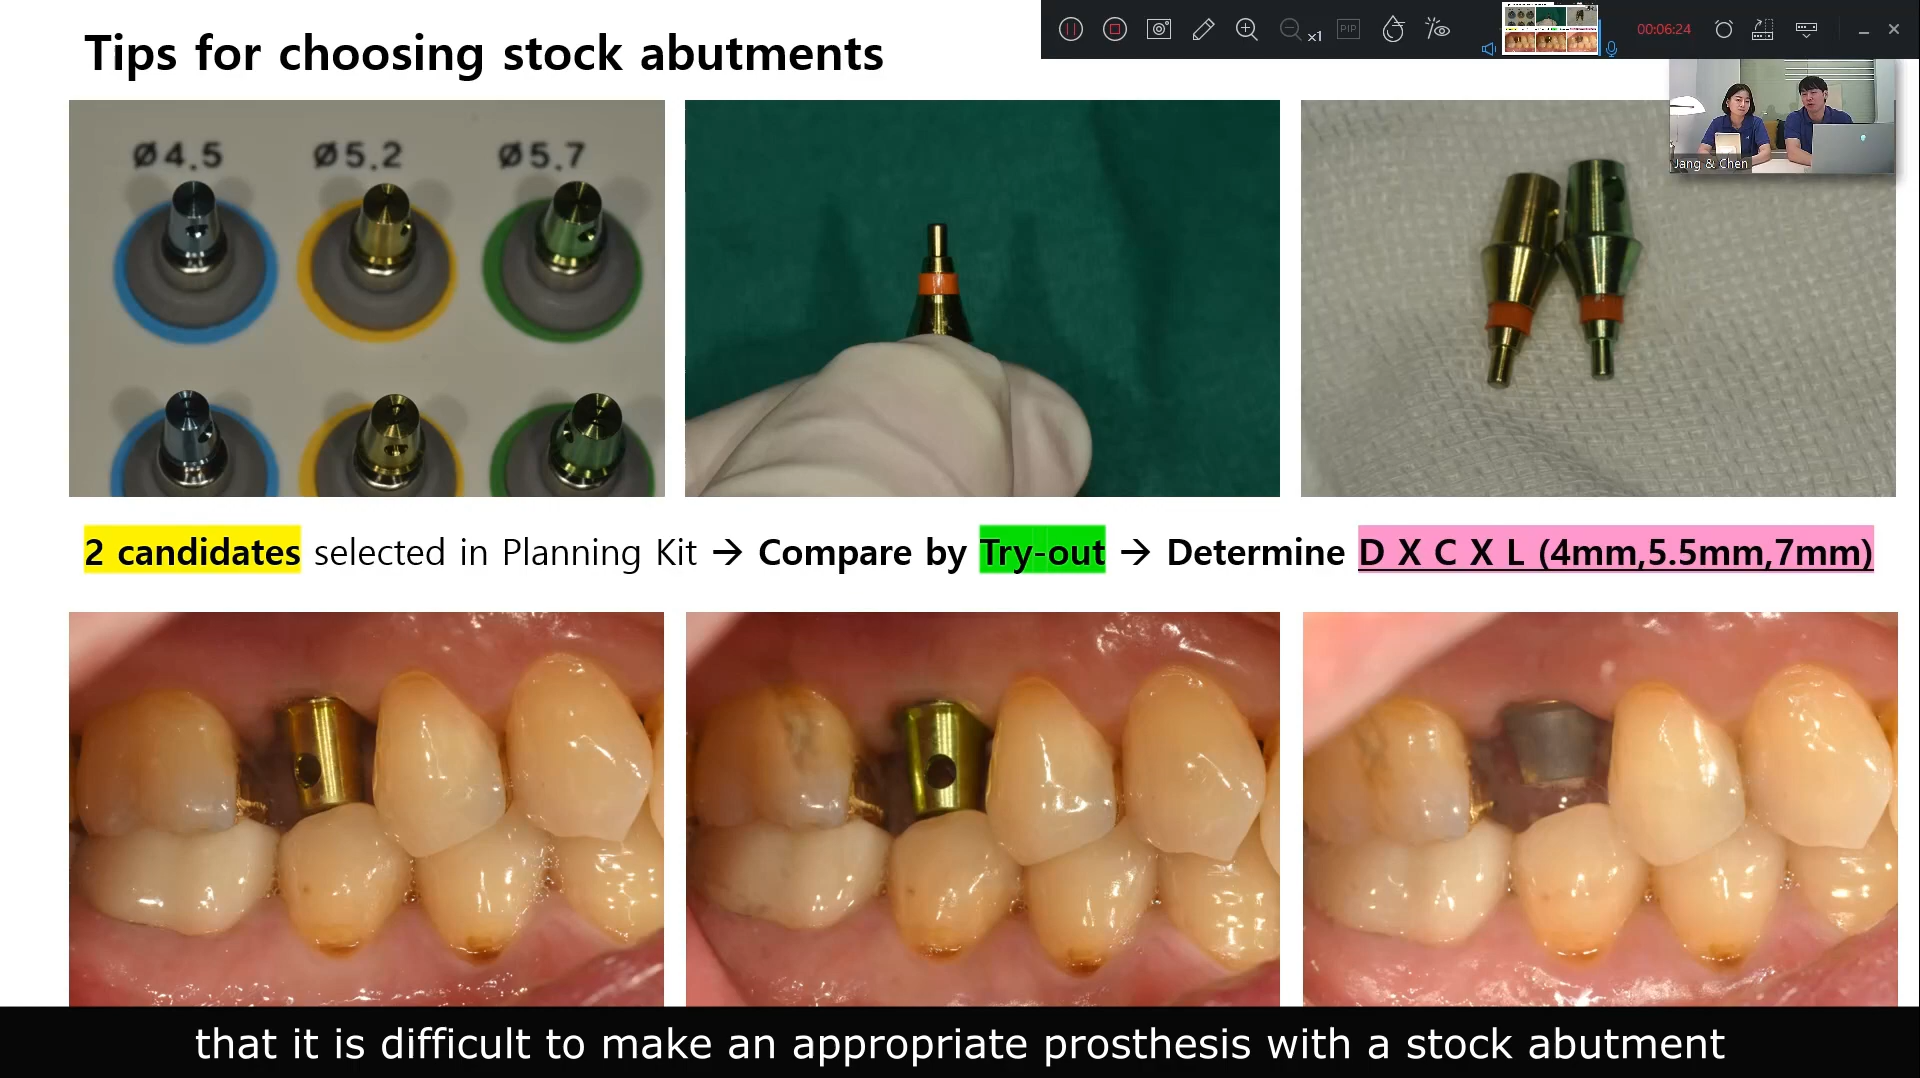 Tips for choosing stock abutments
x1
PIP
00:06:24
Jang & Chen
Ø4.5
Ø5.2
Ø5.7
2 candidates selected in Planning Kit → Compare by Try-out → Determine D X C X L (4mm,5.5mm,7mm)
that it is difficult to make an appropriate prosthesis with a stock abutment